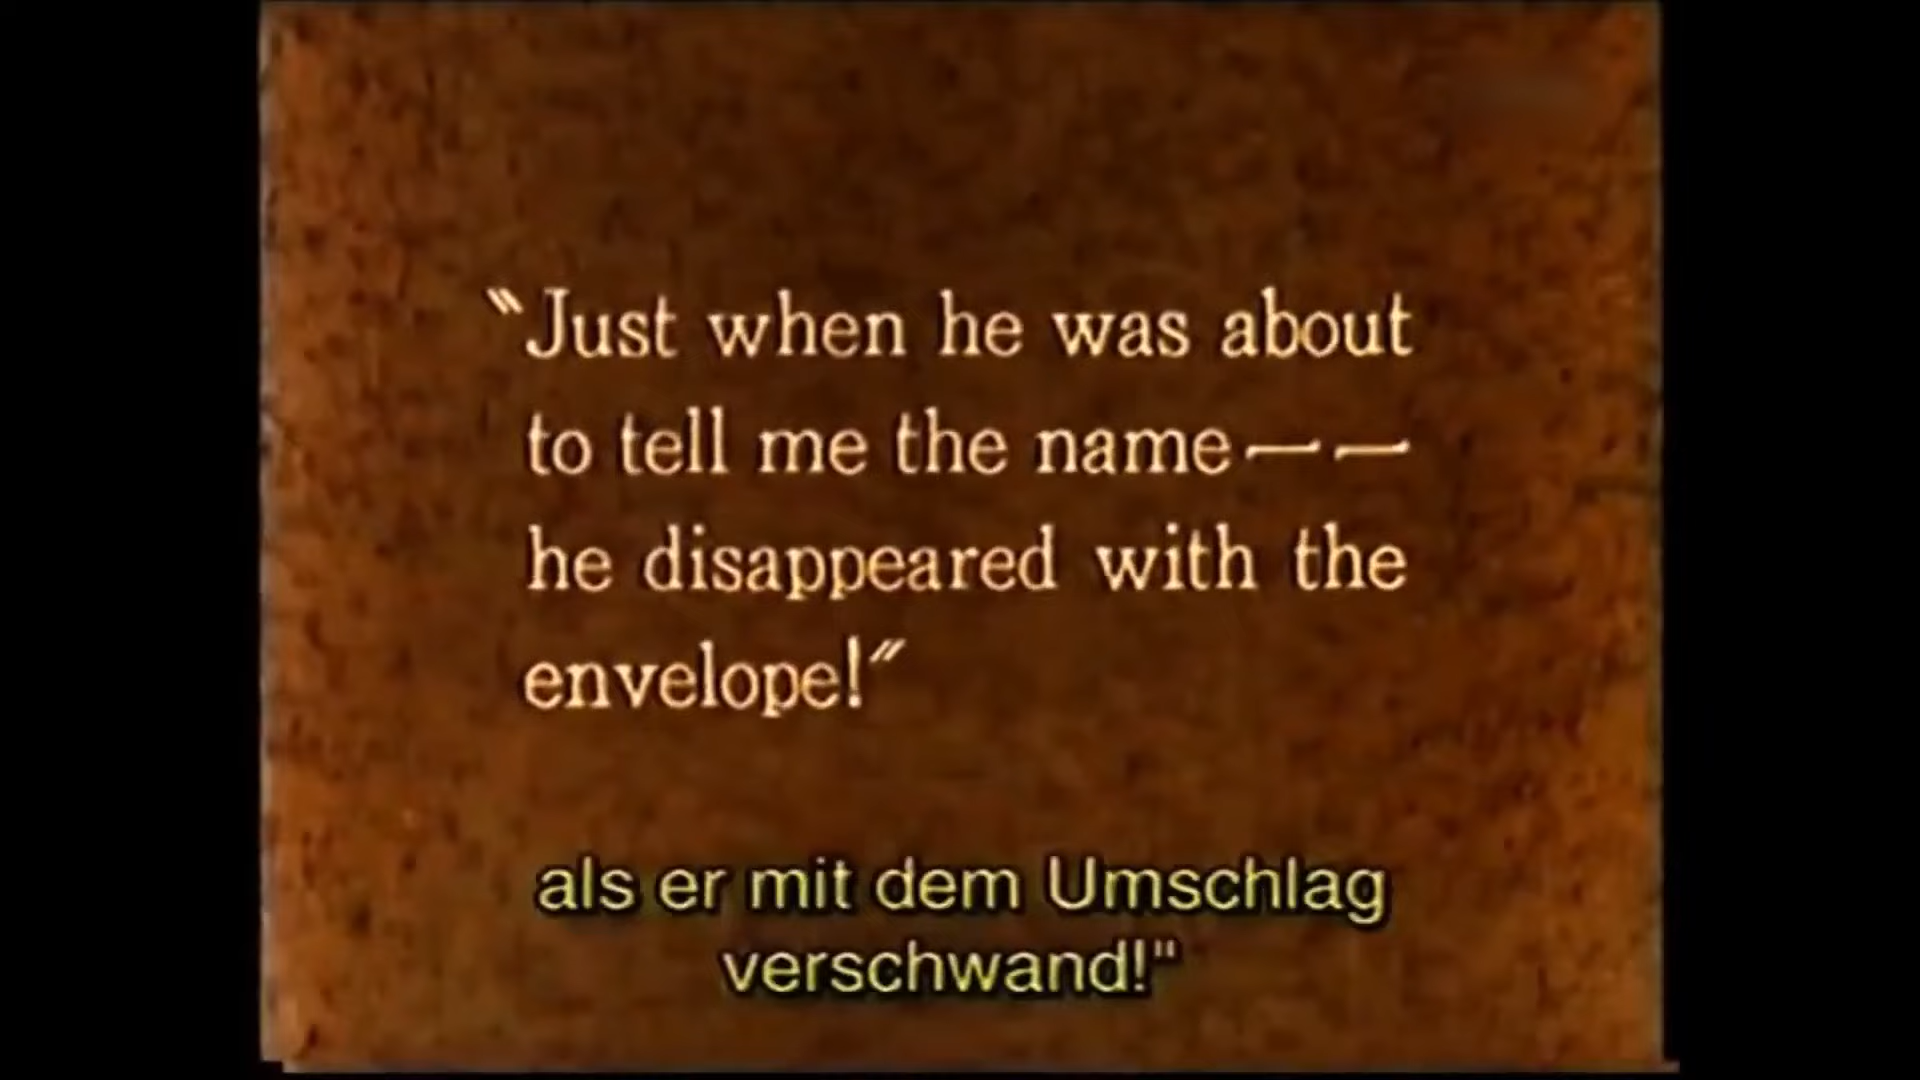 "Just when he was about
to tell me the name——
he disappeared with the
envelope!"
als er mit dem Umschlag
verschwand!"